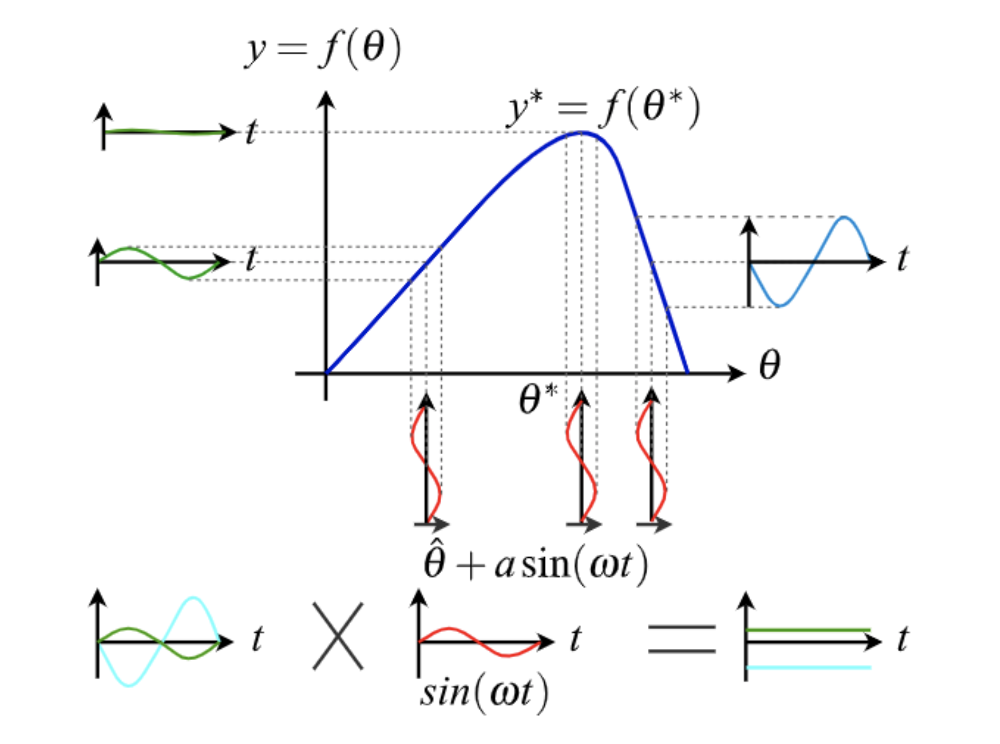 y = f(θ)
y* = f(θ*)
t
t
t
θ
θ*
θ̂ + a sin(ωt)
t
t
t
sin(ωt)